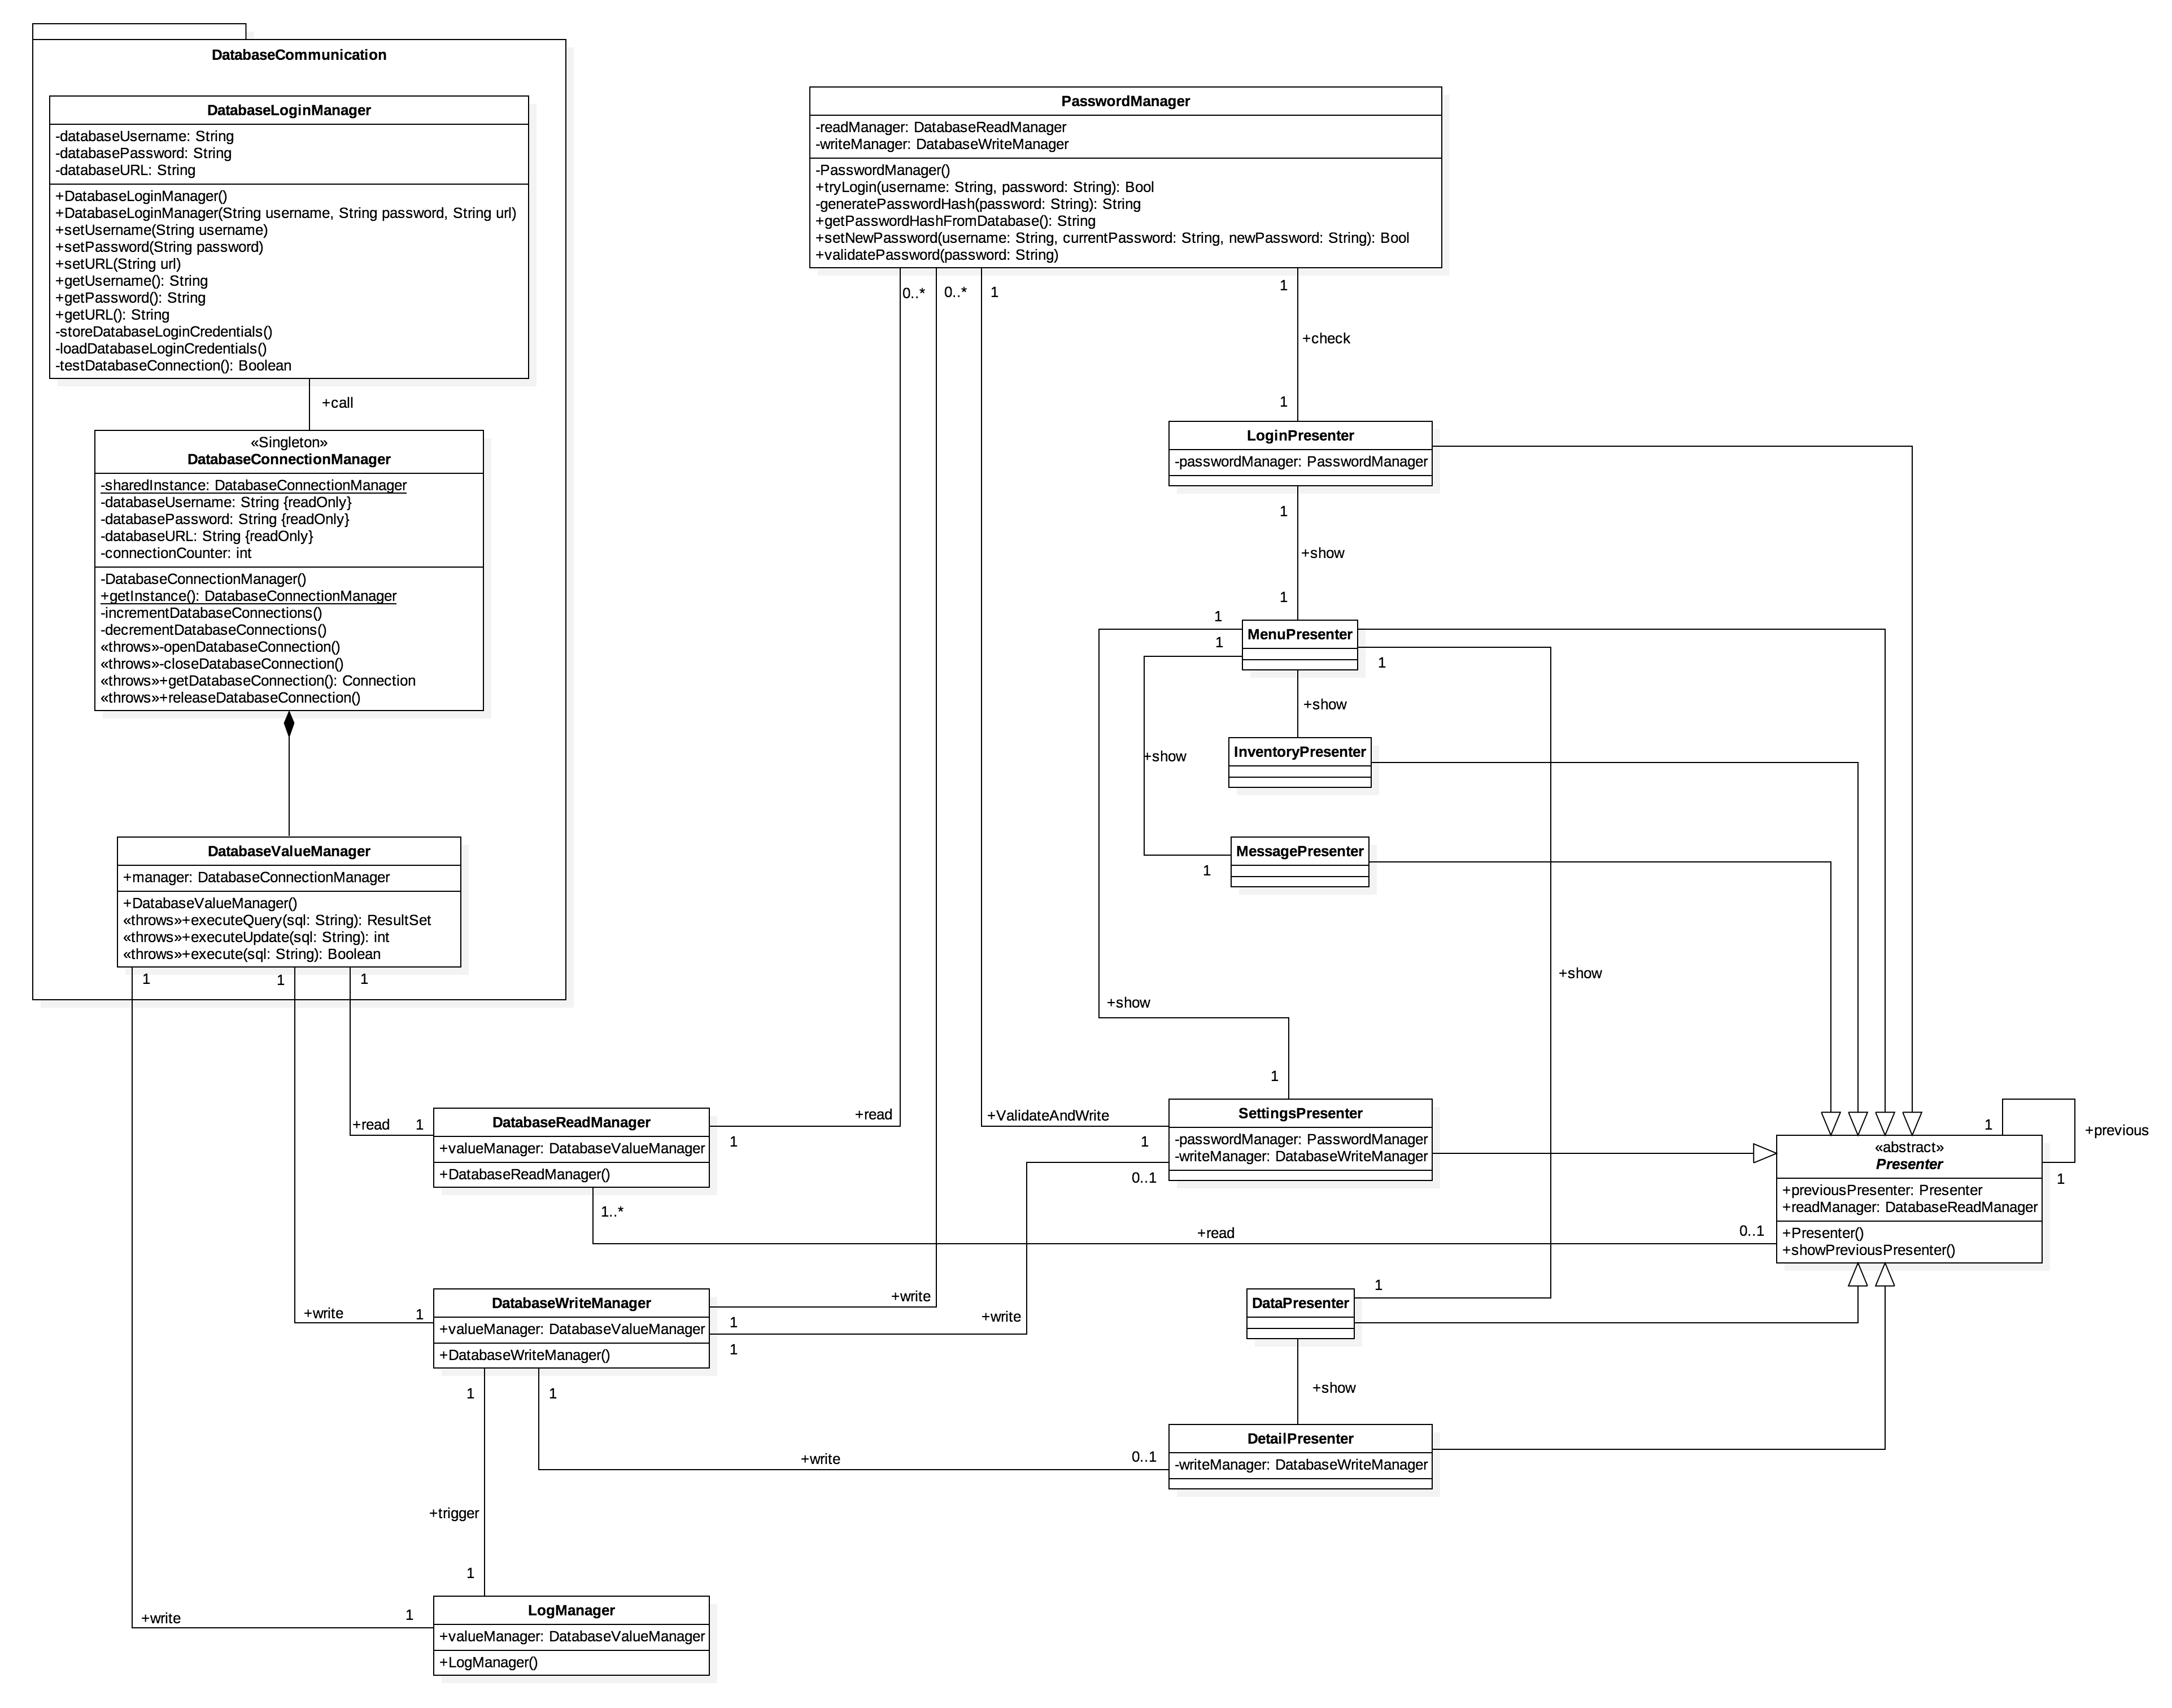 DatabaseCommunication
DatabaseLoginManager
-databaseUsername: String
-databasePassword: String
-databaseURL: String
+DatabaseLoginManager()
+DatabaseLoginManager(String username, String password, String url)
+setUsername(String username)
+setPassword(String password)
+setURL(String url)
+getUsername(): String
+getPassword(): String
+getURL(): String
-storeDatabaseLoginCredentials()
-loadDatabaseLoginCredentials()
-testDatabaseConnection(): Boolean
+call
«Singleton»
DatabaseConnectionManager
-sharedInstance: DatabaseConnectionManager
-databaseUsername: String {readOnly}
-databasePassword: String {readOnly}
-databaseURL: String {readOnly}
-connectionCounter: int
-DatabaseConnectionManager()
+getInstance(): DatabaseConnectionManager
-incrementDatabaseConnections()
-decrementDatabaseConnections()
«throws»-openDatabaseConnection()
«throws»-closeDatabaseConnection()
«throws»+getDatabaseConnection(): Connection
«throws»+releaseDatabaseConnection()
DatabaseValueManager
+manager: DatabaseConnectionManager
+DatabaseValueManager()
«throws»+executeQuery(sql: String): ResultSet
«throws»+executeUpdate(sql: String): int
«throws»+execute(sql: String): Boolean
1
1
1
PasswordManager
-readManager: DatabaseReadManager
-writeManager: DatabaseWriteManager
-PasswordManager()
+tryLogin(username: String, password: String): Bool
-generatePasswordHash(password: String): String
+getPasswordHashFromDatabase(): String
+setNewPassword(username: String, currentPassword: String, newPassword: String): Bool
+validatePassword(password: String)
0..*
0..*
1
1
+check
1
LoginPresenter
-passwordManager: PasswordManager
1
+show
1
1
MenuPresenter
1
1
+show
InventoryPresenter
+show
MessagePresenter
1
+show
+show
1
+read
1
DatabaseReadManager
+valueManager: DatabaseValueManager
+DatabaseReadManager()
+read
1
1..*
+ValidateAndWrite
1
0..1
SettingsPresenter
-passwordManager: PasswordManager
-writeManager: DatabaseWriteManager
+read
0..1
1
+previous
1
«abstract»
Presenter
+previousPresenter: Presenter
+readManager: DatabaseReadManager
+Presenter()
+showPreviousPresenter()
+write
1
DatabaseWriteManager
+valueManager: DatabaseValueManager
+DatabaseWriteManager()
+write
1
+write
1
1
DataPresenter
1
1
+show
DetailPresenter
-writeManager: DatabaseWriteManager
+write
0..1
+trigger
1
+write
1
LogManager
+valueManager: DatabaseValueManager
+LogManager()